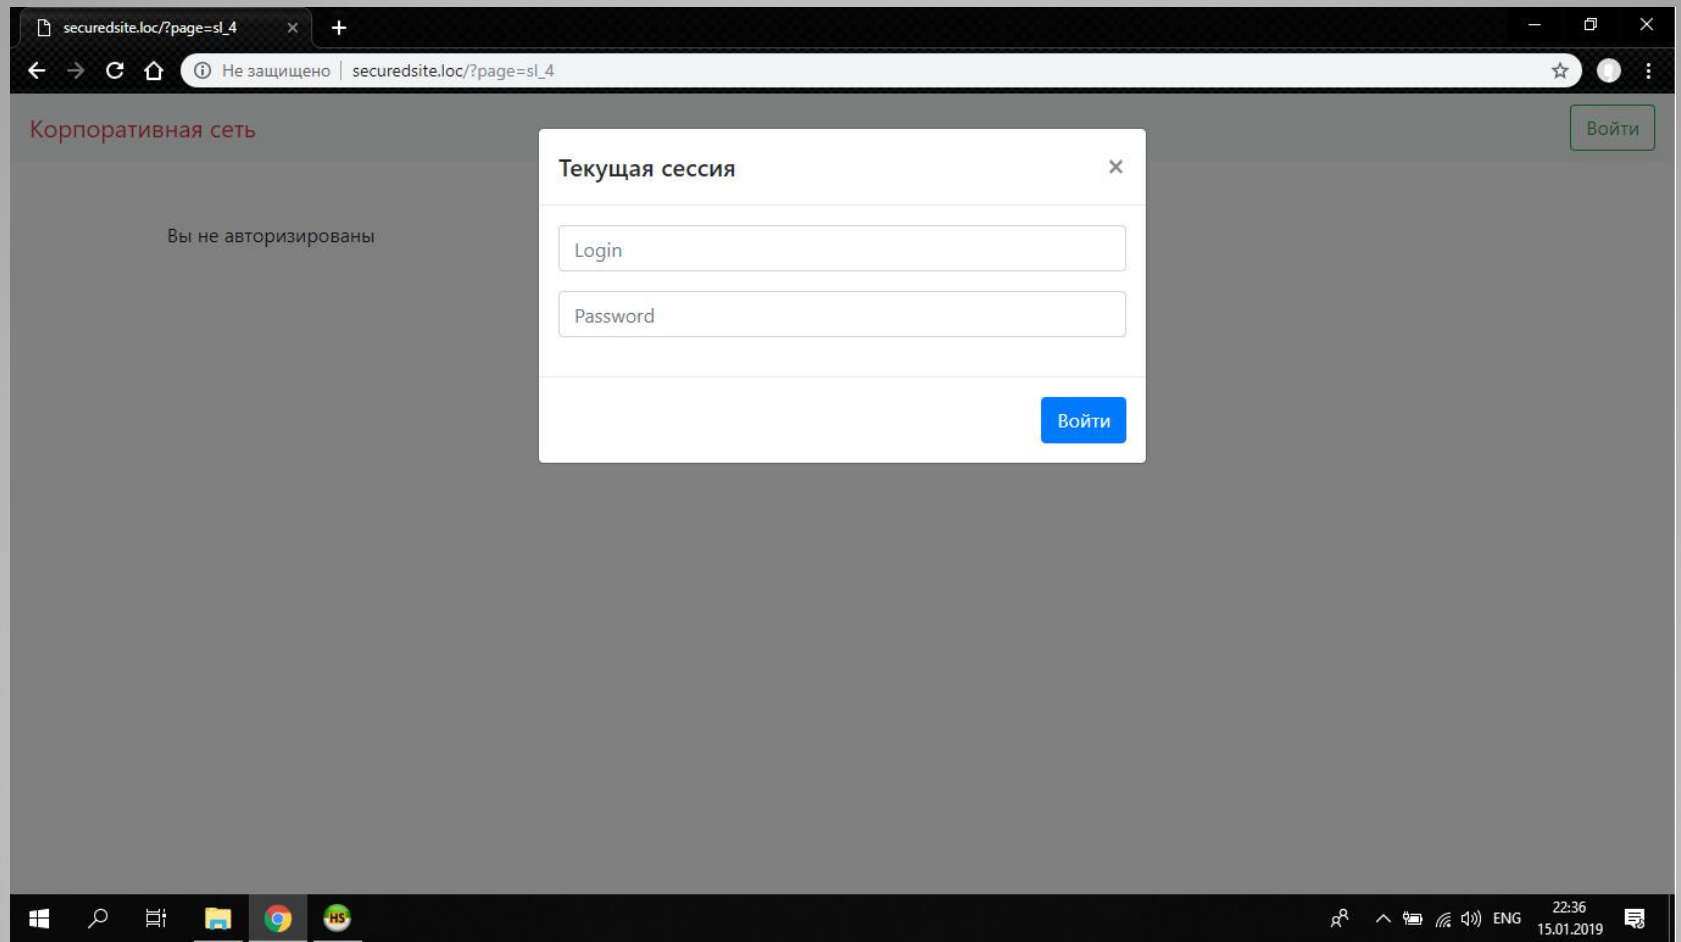 securedsite.loc/?page=sl_4
Не защищено | securedsite.loc/?page=sl_4
Корпоративная сеть
Войти
Текущая сессия
Вы не авторизированы
Login
Password
Войти
HS
ENG
22:36
15.01.2019